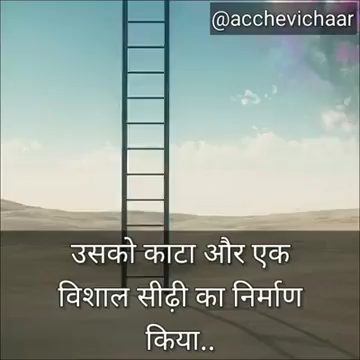 @acchevichaar
उसको काटा और एक
विशाल सीढ़ी का निर्माण
किया..